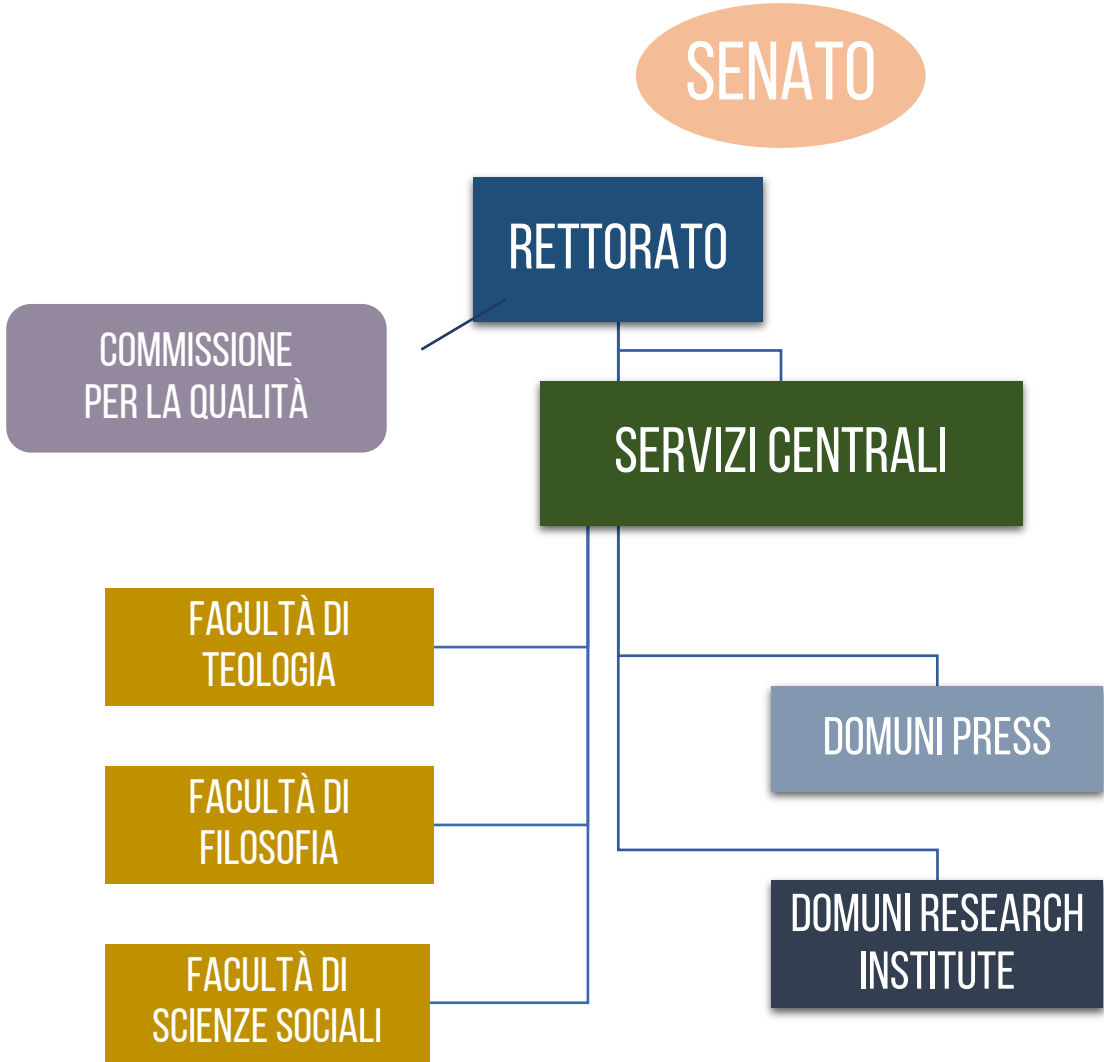 SENATO
RETTORATO
COMMISSIONE
PER LA QUALITÀ
SERVIZI CENTRALI
FACULTÀ DI
TEOLOGIA
DOMUNI PRESS
FACULTÀ DI
FILOSOFIA
DOMUNI RESEARCH
INSTITUTE
FACULTÀ DI
SCIENZE SOCIALI